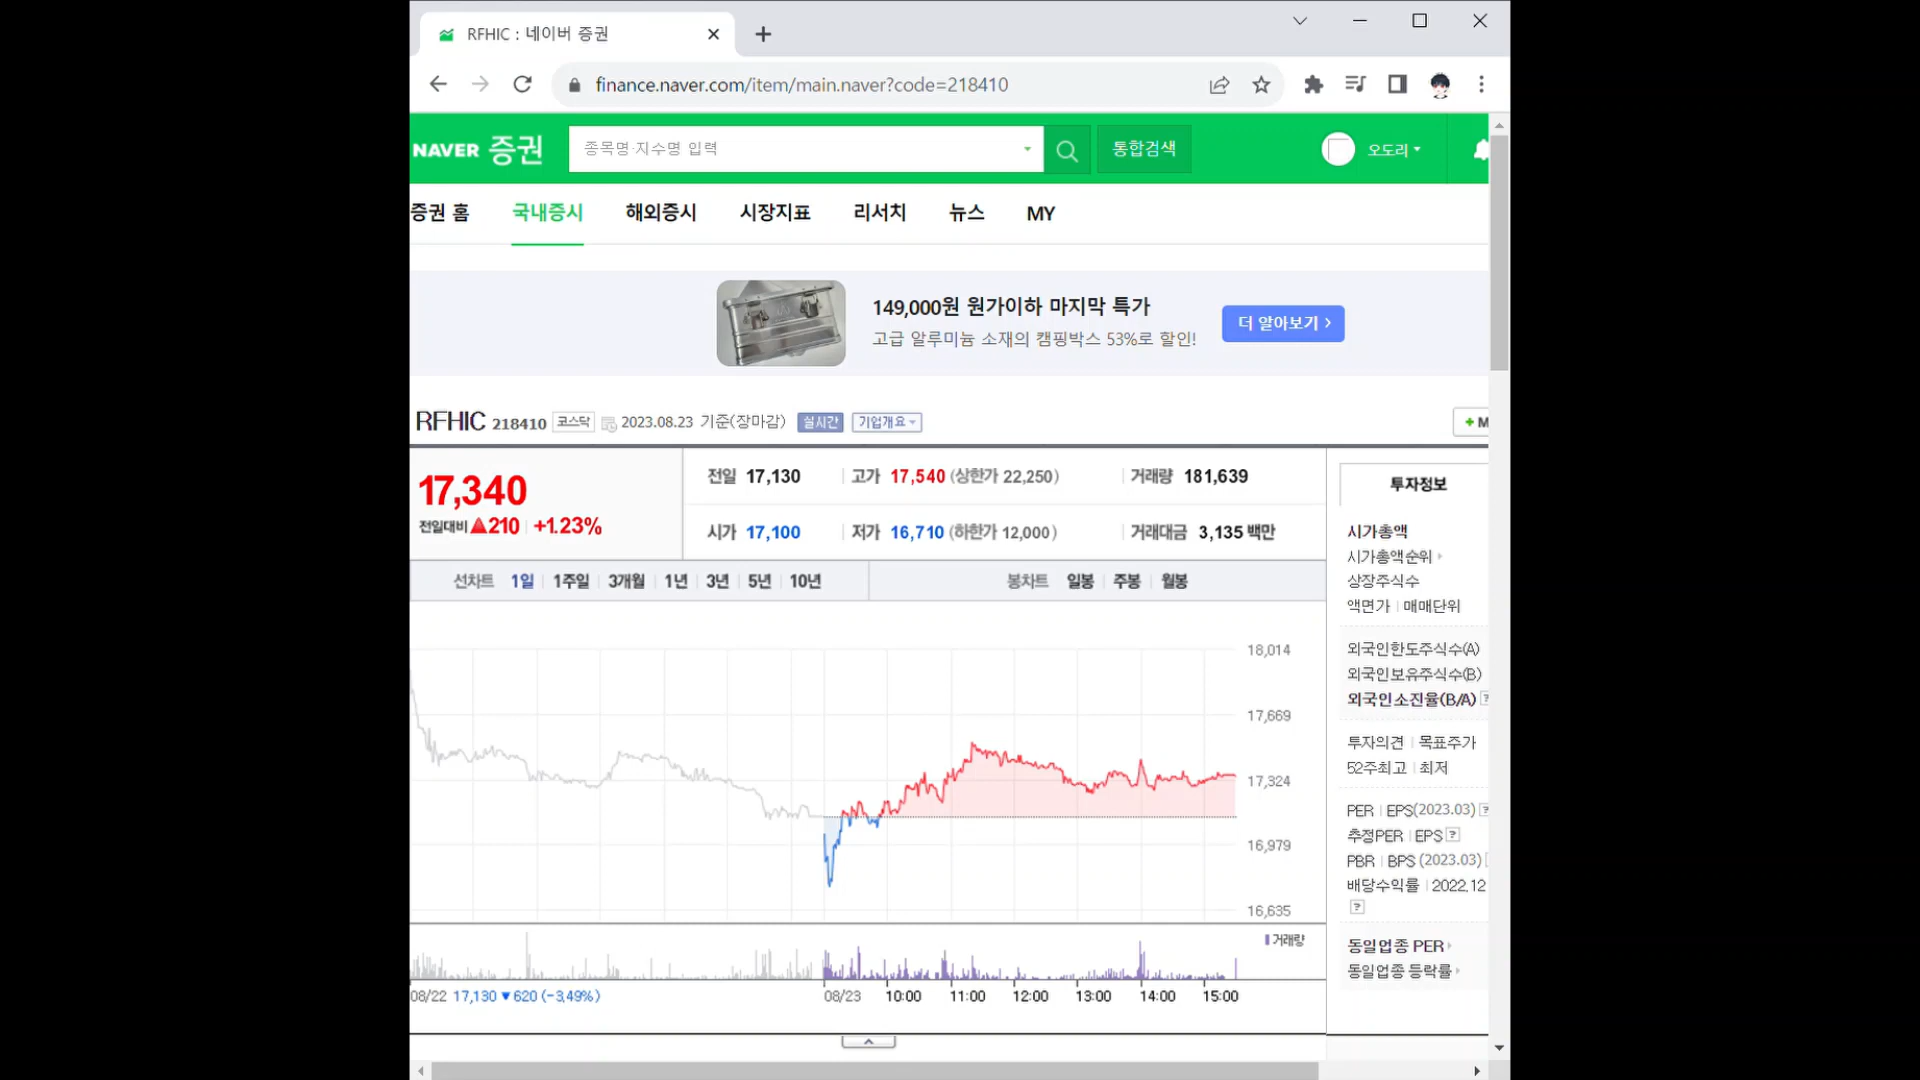 RFHIC : 네이버 증권
finance.naver.com/item/main.naver?code=218410
NAVER 증권
종목명·지수명 입력
통합검색
오도리
증권 홈 국내증시 해외증시 시장지표 리서치 뉴스 MY
149,000원 원가이하 마지막 특가
고급 알루미늄 소재의 캠핑박스 53%로 할인!
더 알아보기 >
RFHIC 218410 코스닥 2023.08.23 기준(장마감) 실시간 기업개요
+ M
17,340
전일대비 ▲210 +1.23%
전일 17,130 고가 17,540 (상한가 22,250) 거래량 181,639
시가 17,100 저가 16,710 (하한가 12,000) 거래대금 3,135 백만
선차트 1일 1주일 3개월 1년 3년 5년 10년 봉차트 일봉 주봉 월봉
18,014
17,669
17,324
16,979
16,635
거래량
08/22 17,130 ▼ 620 (-3,49%)
08/23 10:00 11:00 12:00 13:00 14:00 15:00
투자정보
시가총액
시가총액순위
상장주식수
액면가 | 매매단위
외국인한도주식수(A)
외국인보유주식수(B)
외국인소진율(B/A) ?
투자의견 | 목표주가
52주최고 | 최저
PER | EPS(2023.03) ?
추정PER | EPS ?
PBR | BPS (2023.03)
배당수익률 | 2022.12
?
동일업종 PER
동일업종 등락률